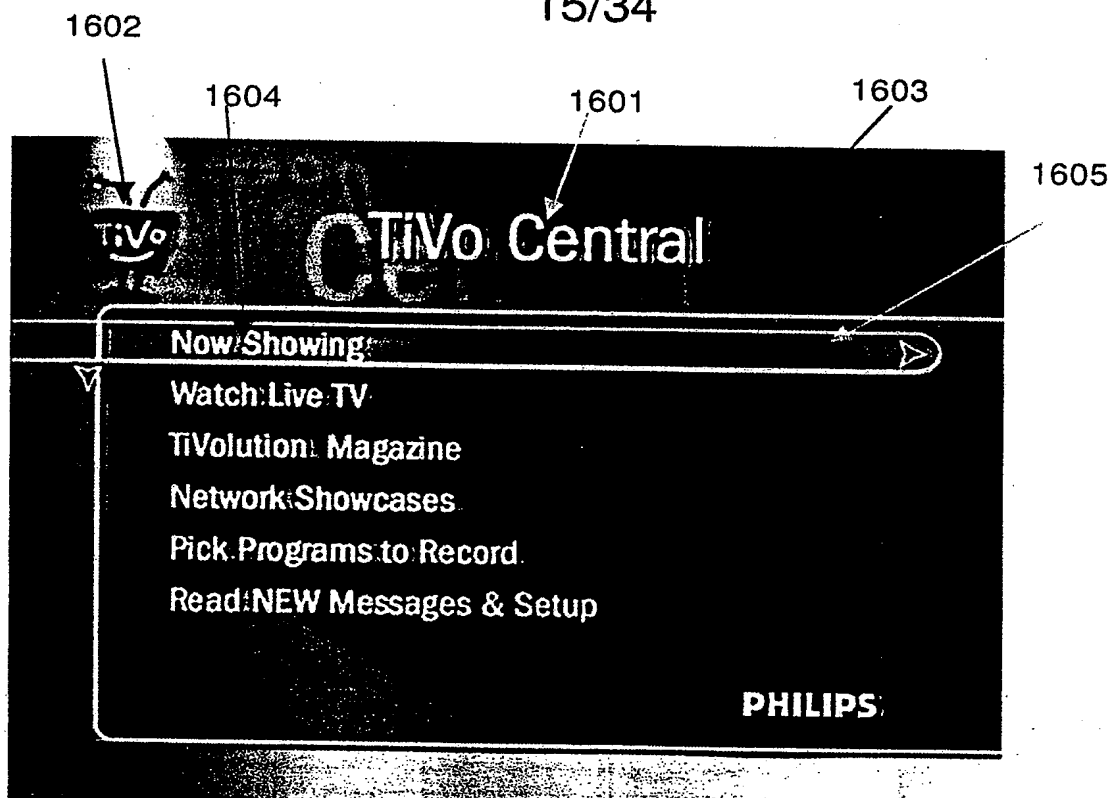 15/34
1602
1604
1601
1603
1605
TiVo
TiVo Central
Now Showing
Watch Live TV
TiVolution Magazine
Network Showcases
Pick Programs to Record
Read NEW Messages & Setup
PHILIPS